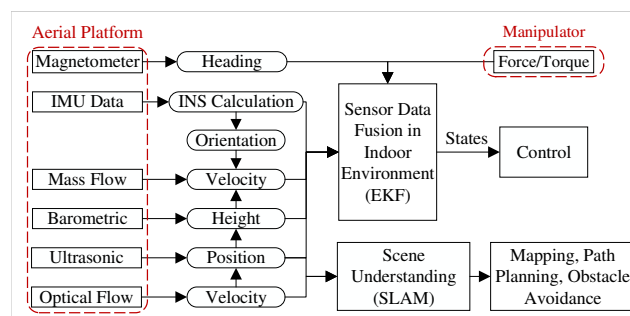 Aerial Platform
Manipulator
Magnetometer
Heading
Force/Torque
IMU Data
INS Calculation
Sensor Data
Fusion in
Indoor
Environment
(EKF)
States
Control
Orientation
Mass Flow
Velocity
Barometric
Height
Ultrasonic
Position
Scene
Understanding
(SLAM)
Mapping, Path
Planning, Obstacle
Avoidance
Optical Flow
Velocity